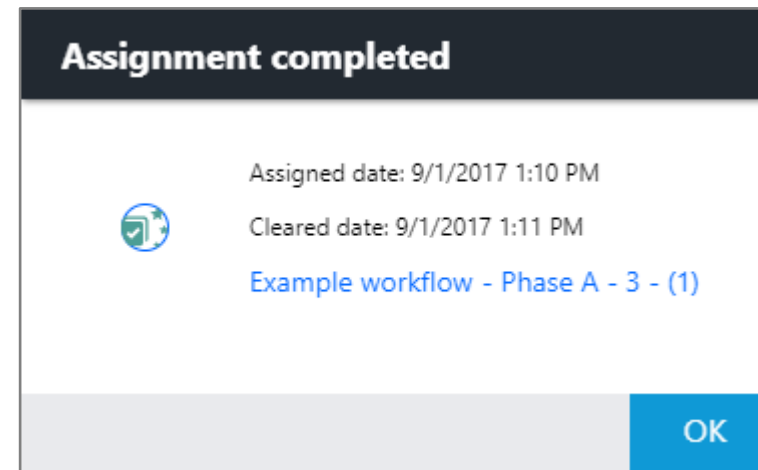 Assignment completed
Assigned date: 9/1/2017 1:10 PM
Cleared date: 9/1/2017 1:11 PM
Example workflow - Phase A - 3 - (1)
OK